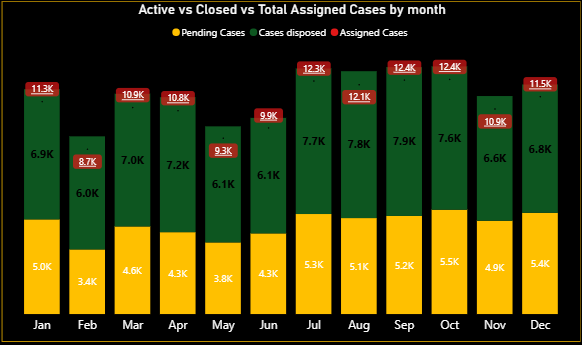 Active vs Closed vs Total Assigned Cases by month
Pending Cases Cases disposed Assigned Cases
11.3K 8.7K 10.9K 10.8K 9.3K 9.9K 12.3K 12.1K 12.4K 12.4K 10.9K 11.5K
6.9K 6.0K 7.0K 7.2K 6.1K 6.1K 7.7K 7.8K 7.9K 7.6K 6.6K 6.8K
5.0K 3.4K 4.6K 4.3K 3.8K 4.3K 5.3K 5.1K 5.2K 5.5K 4.9K 5.4K
Jan Feb Mar Apr May Jun Jul Aug Sep Oct Nov Dec